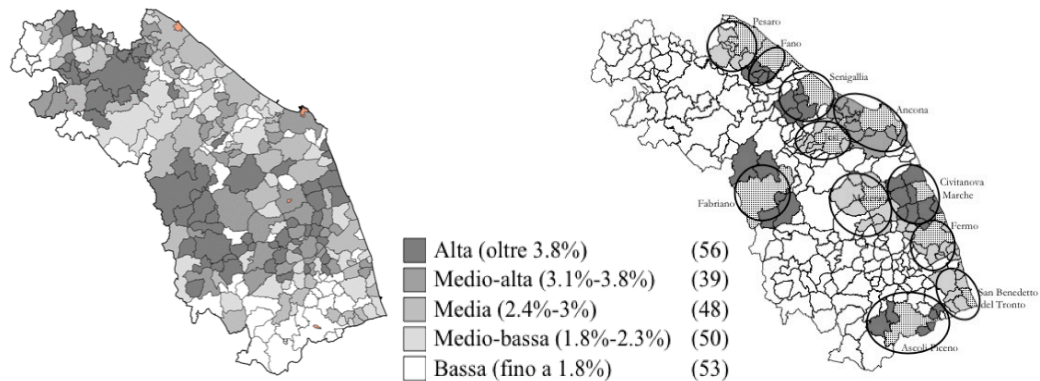 Pesaro
Fano
Senigallia
Ancona
Jesi
Fabriano
Macerata
Civitanova
Marche
Fermo
San Benedetto
del Tronto
Ascoli Piceno
Alta (oltre 3.8%) (56)
Medio-alta (3.1%-3.8%) (39)
Media (2.4%-3%) (48)
Medio-bassa (1.8%-2.3%) (50)
Bassa (fino a 1.8%) (53)